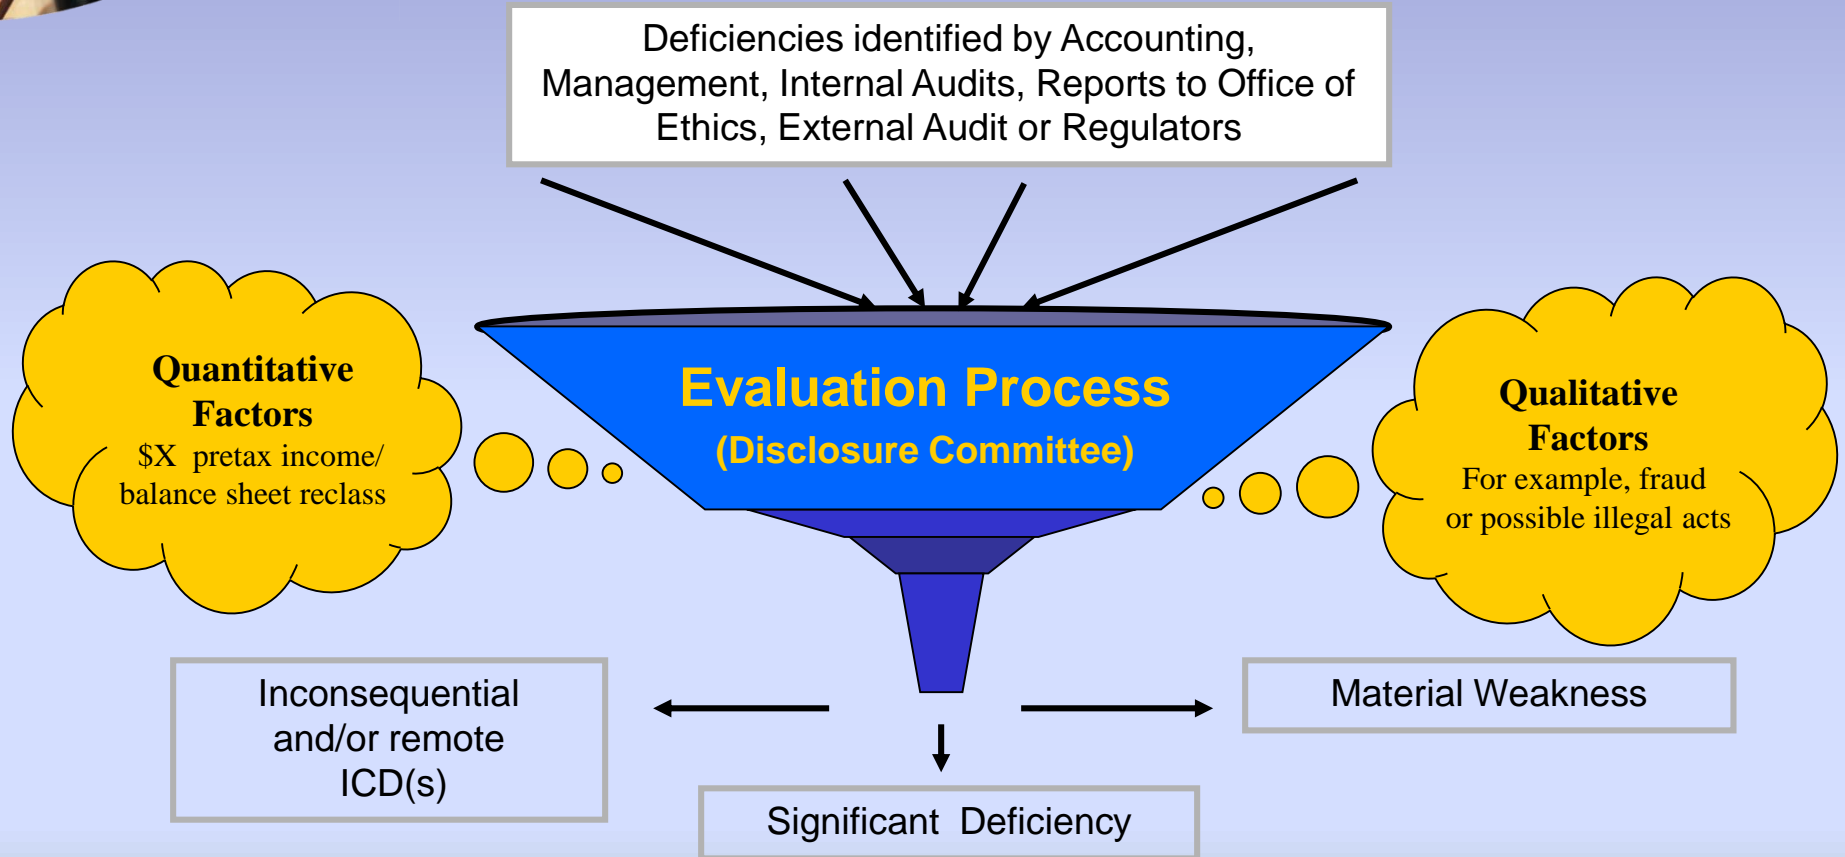 Deficiencies identified by Accounting,
Management, Internal Audits, Reports to Office of
Ethics, External Audit or Regulators
Quantitative
Factors
$X pretax income/
balance sheet reclass
Evaluation Process
(Disclosure Committee)
Qualitative
Factors
For example, fraud
or possible illegal acts
Inconsequential
and/or remote
ICD(s)
Significant Deficiency
Material Weakness